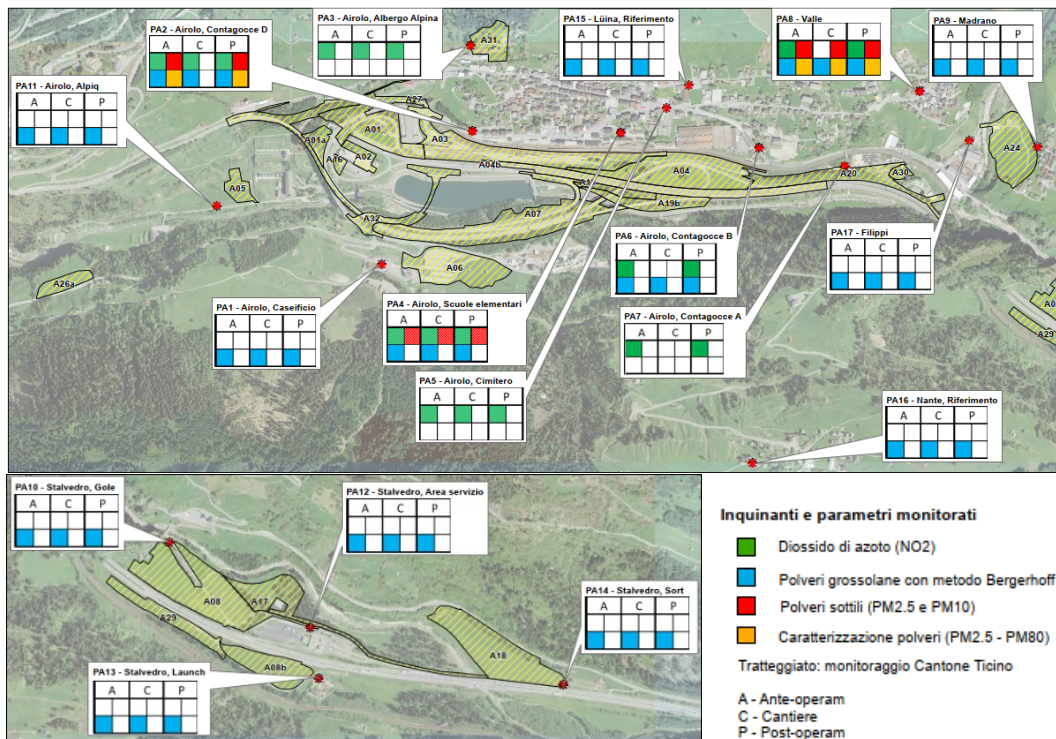 PA2 - Airolo, Contagocce D
A C P
PA3 - Airolo, Albergo Alpina
A C P
PA15 - Lüina, Riferimento
A C P
PA8 - Valle
A C P
PA9 - Madrano
A C P
PA11 - Airolo, Alpiq
A C P
A31
A27
A01
A01a
A03
A16
A02
A04b
A04
A05
A19b
A20
A30
A24
A07
A32
A06
A26a
PA6 - Airolo, Contagocce B
A C P
PA17 - Filippi
A C P
PA1 - Airolo, Caseificio
A C P
PA4 - Airolo, Scuole elementari
A C P
PA7 - Airolo, Contagocce A
A C P
PA5 - Airolo, Cimitero
A C P
PA16 - Nante, Riferimento
A C P
A29
PA10 - Stalvedro, Gole
A C P
PA12 - Stalvedro, Area servizio
A C P
PA14 - Stalvedro, Sort
A C P
A08
A17
A29
A08b
A18
PA13 - Stalvedro, Launch
A C P
Inquinanti e parametri monitorati
Diossido di azoto (NO2)
Polveri grossolane con metodo Bergerhoff
Polveri sottili (PM2.5 e PM10)
Caratterizzazione polveri (PM2.5 - PM80)
Tratteggiato: monitoraggio Cantone Ticino
A - Ante-operam
C - Cantiere
P - Post-operam